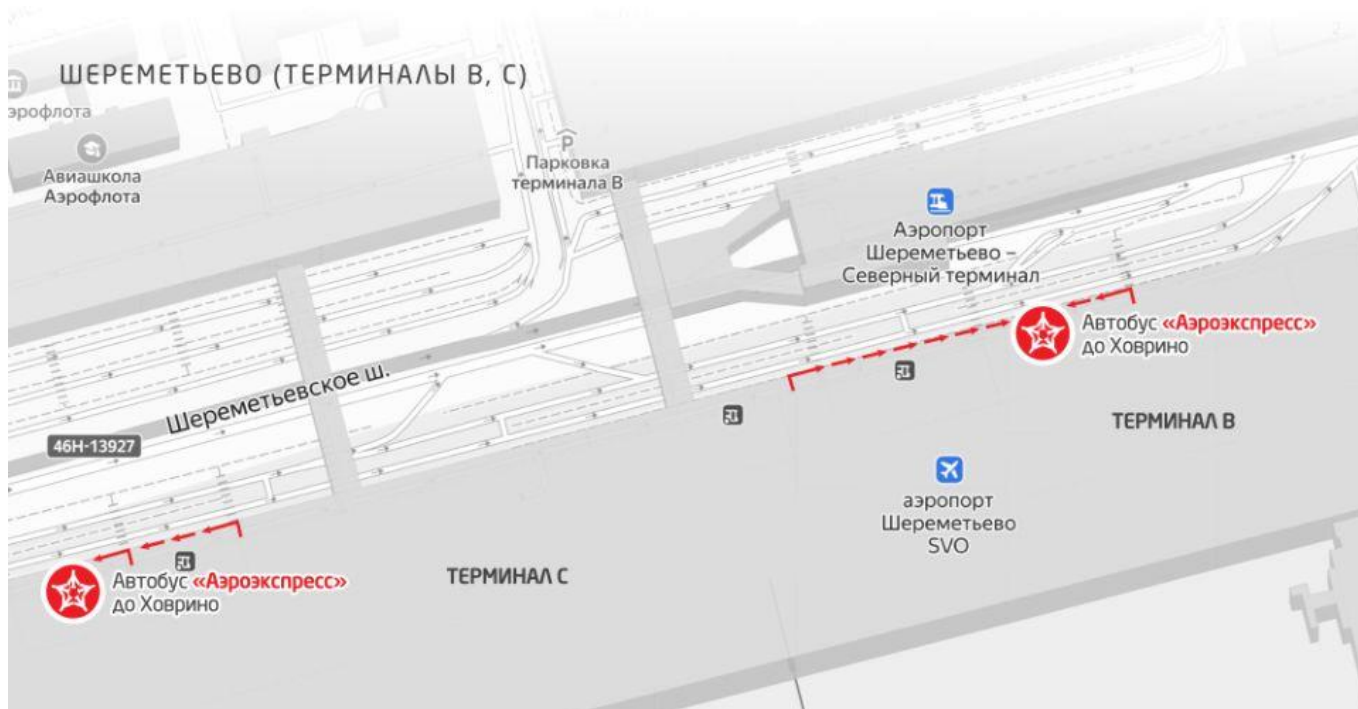 ШЕРЕМЕТЬЕВО (ТЕРМИНАЛЫ В, С)
эрофлота
Авиашкола
Аэрофлота
P
Парковка
терминала В
Аэропорт
Шереметьево –
Северный терминал
Автобус «Аэроэкспресс»
до Ховрино
Шереметьевское ш.
46Н-13927
ТЕРМИНАЛ В
аэропорт
Шереметьево
SVO
ТЕРМИНАЛ С
Автобус «Аэроэкспресс»
до Ховрино